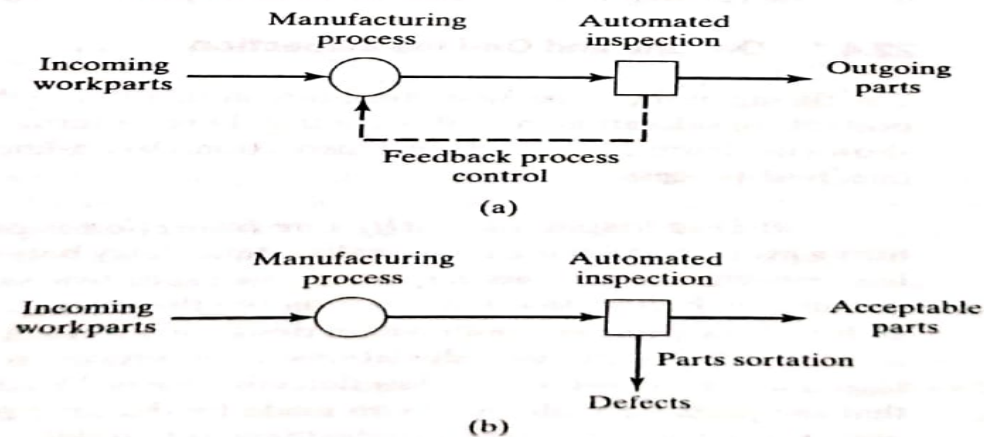 Manufacturing
process
Automated
inspection
Incoming
workparts
Outgoing
parts
Feedback process
control
(a)
Manufacturing
process
Automated
inspection
Incoming
workparts
Acceptable
parts
Parts sortation
Defects
(b)